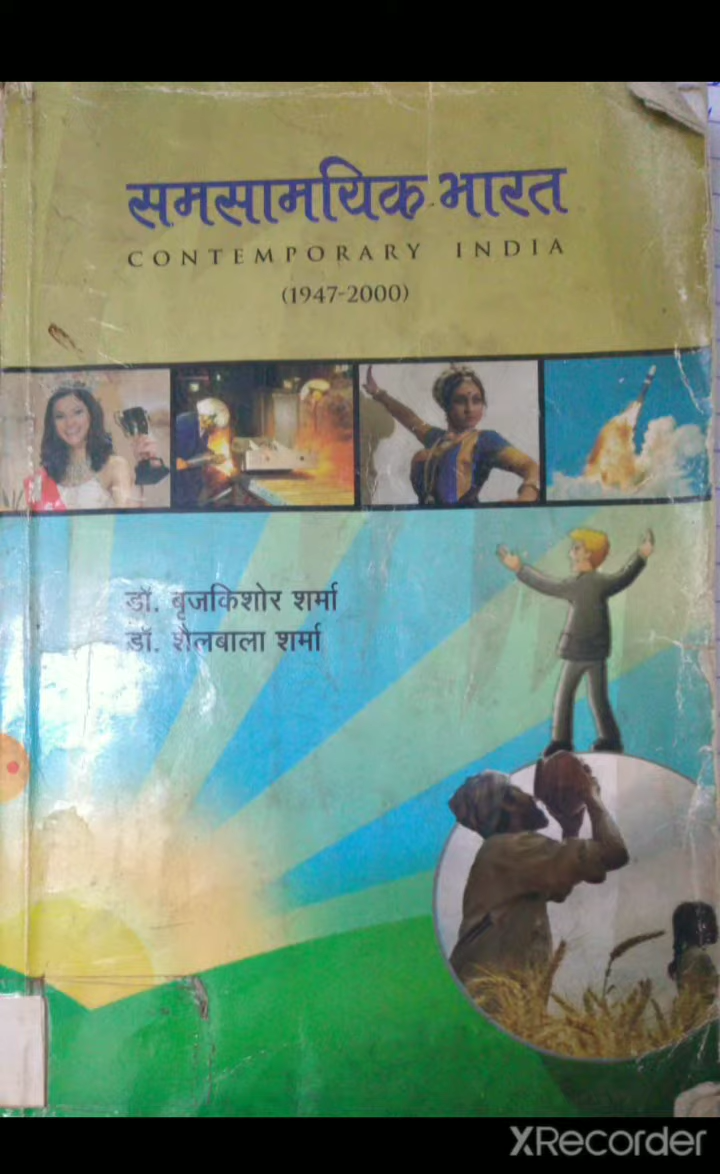 समसामयिक भारत
CONTEMPORARY INDIA
(1947-2000)
डॉ. बृजकिशोर शर्मा
डॉ. शैलबाला शर्मा
XRecorder